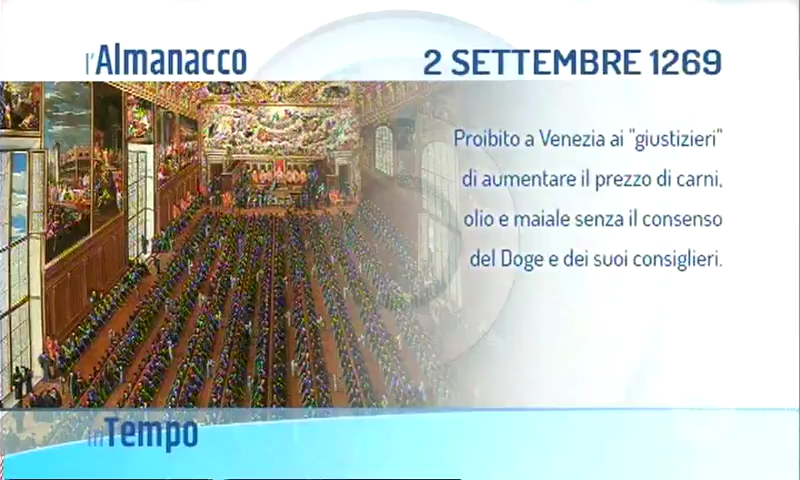 l'Almanacco
2 SETTEMBRE 1269
Proibito a Venezia ai "giustizieri"
di aumentare il prezzo di carni,
olio e maiale senza il consenso
del Doge e dei suoi consiglieri.
inTempo